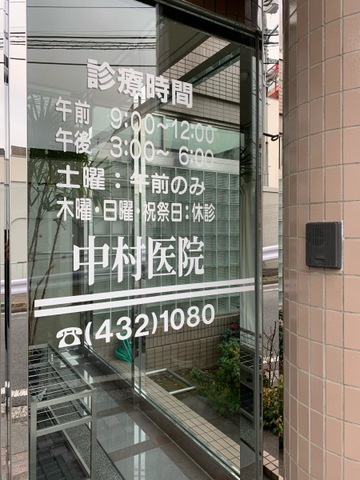 診療時間
午前 9:00~12:00
午後 3:00~6:00
土曜:午前のみ
木曜・日曜・祝祭日:休診
中村医院
☎(432)1080